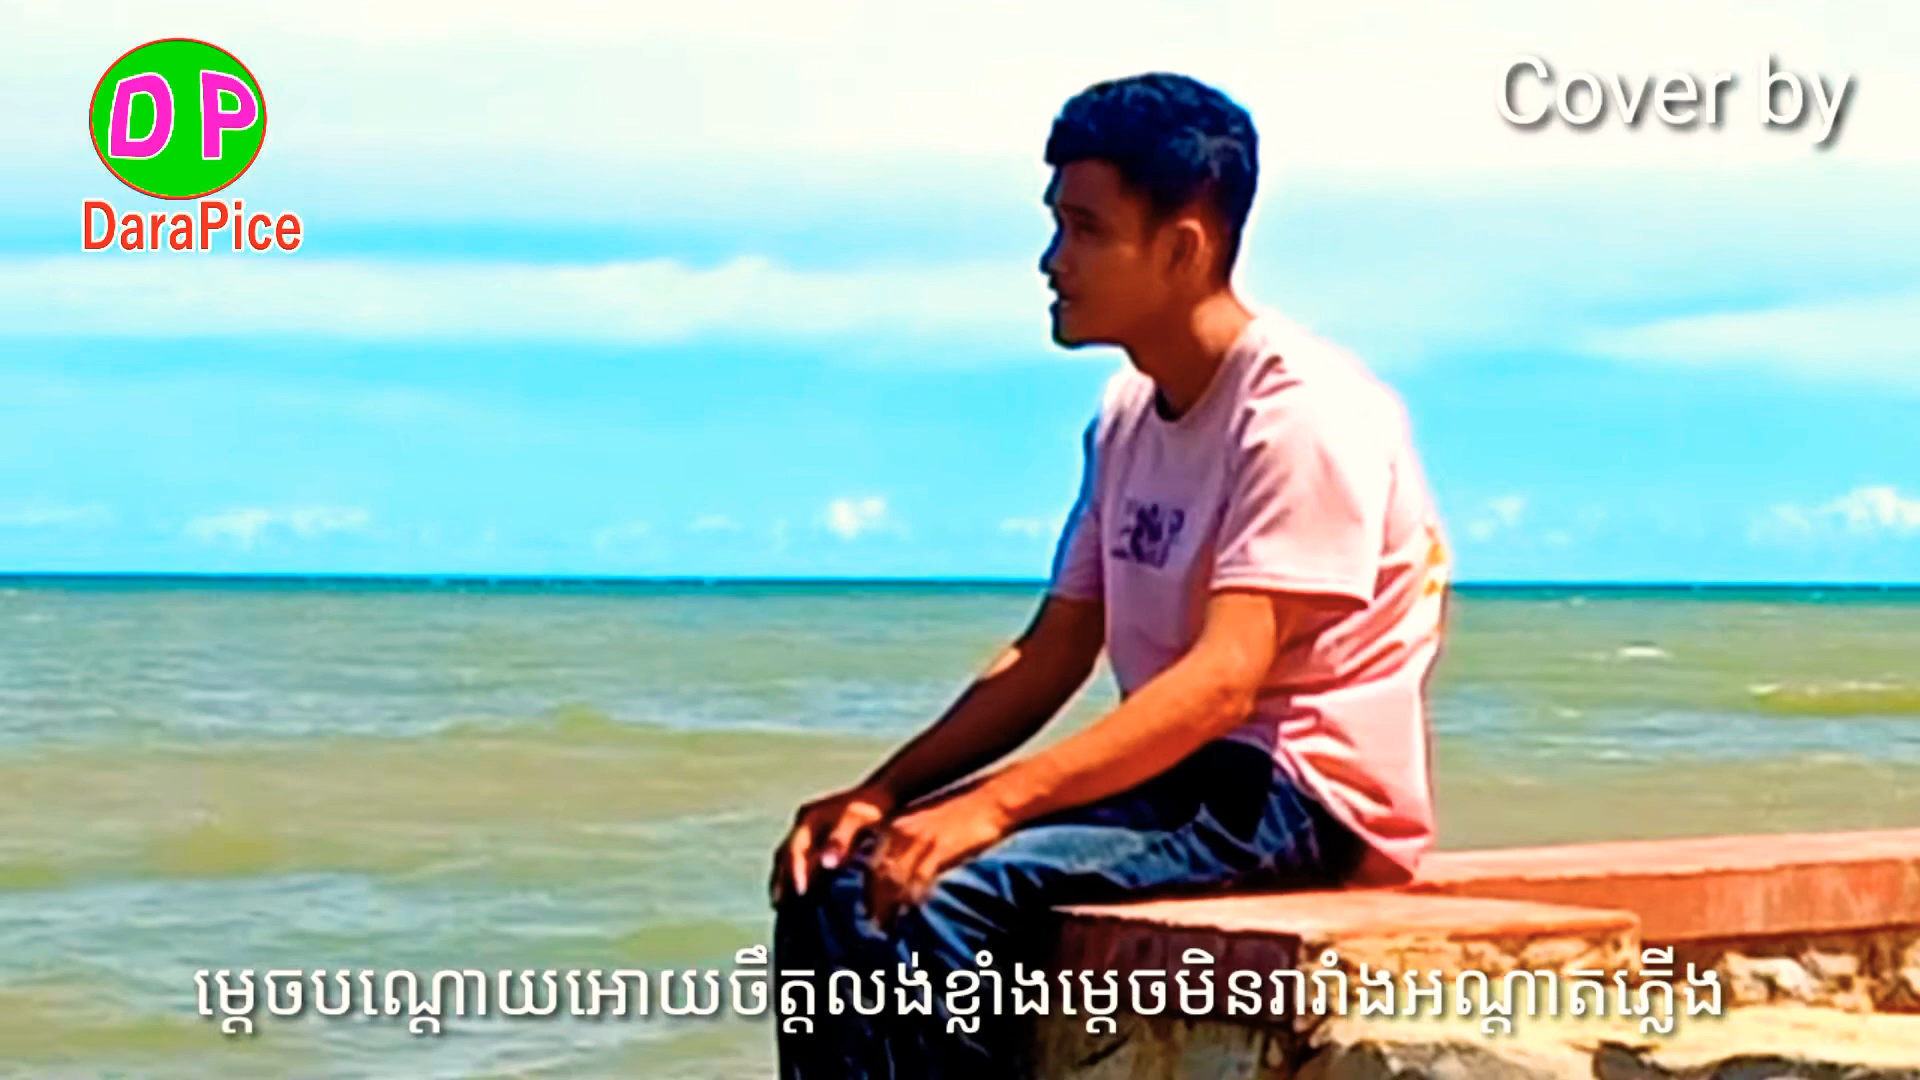 D P
DaraPice
Cover by
ម្ដេចបណ្ដោយអោយចឹត្តលង់ខ្លាំងម្ដេចមិនរារាំងអណ្ដាតភ្លើង